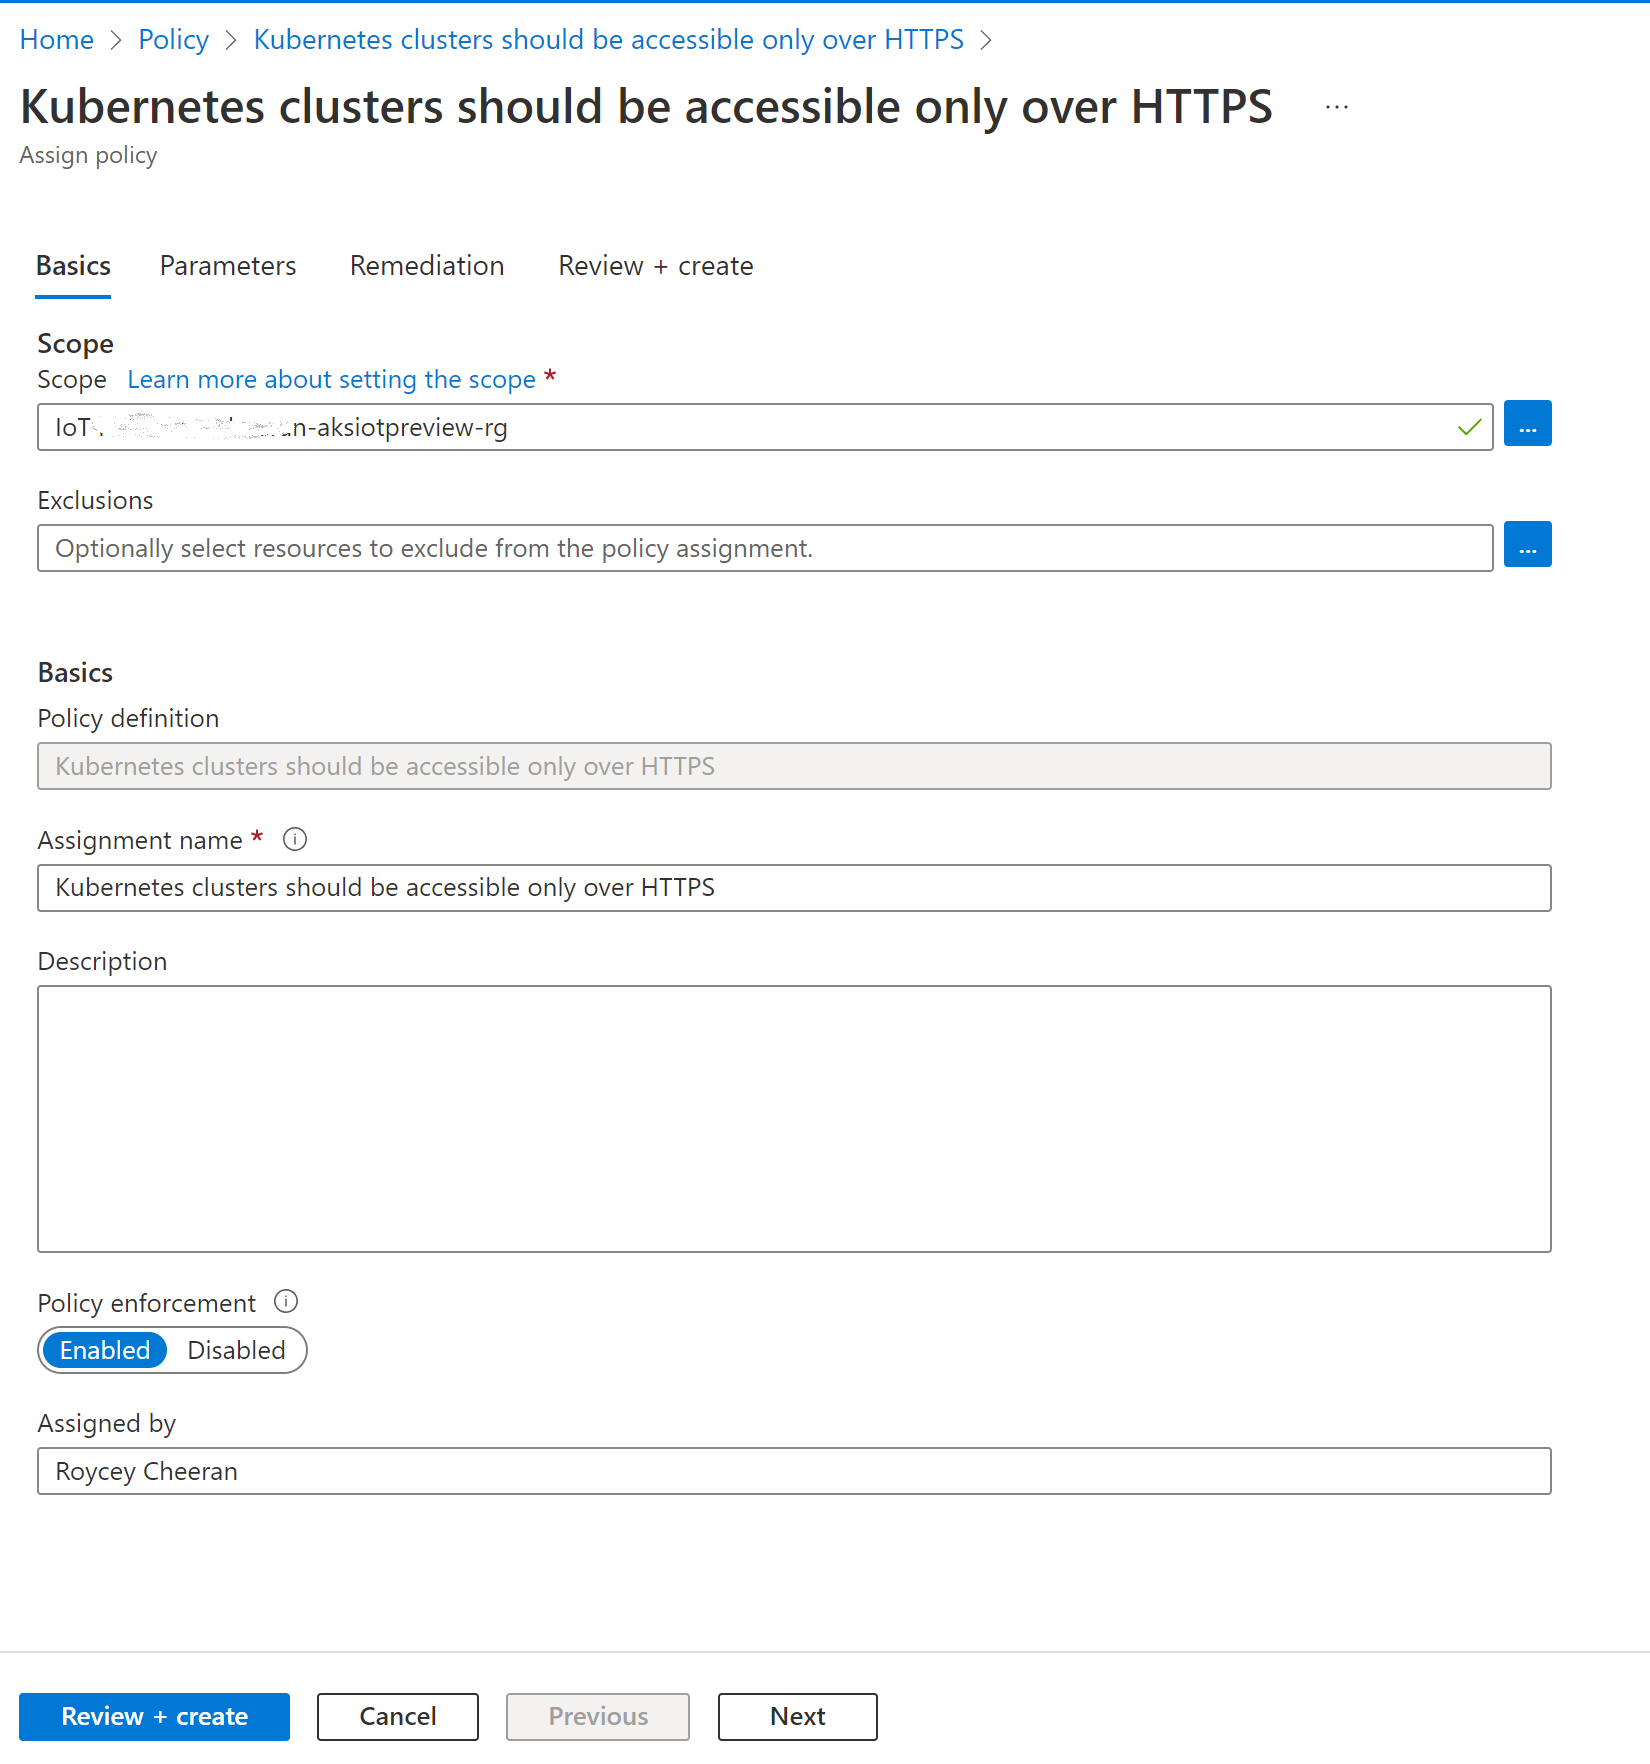 Home > Policy > Kubernetes clusters should be accessible only over HTTPS >
Kubernetes clusters should be accessible only over HTTPS ...
Assign policy
Basics Parameters Remediation Review + create
Scope
Scope Learn more about setting the scope *
IoT n-aksiotpreview-rg ...
Exclusions
Optionally select resources to exclude from the policy assignment. ...
Basics
Policy definition
Kubernetes clusters should be accessible only over HTTPS
Assignment name *
Kubernetes clusters should be accessible only over HTTPS
Description
Policy enforcement
Enabled Disabled
Assigned by
Roycey Cheeran
Review + create Cancel Previous Next